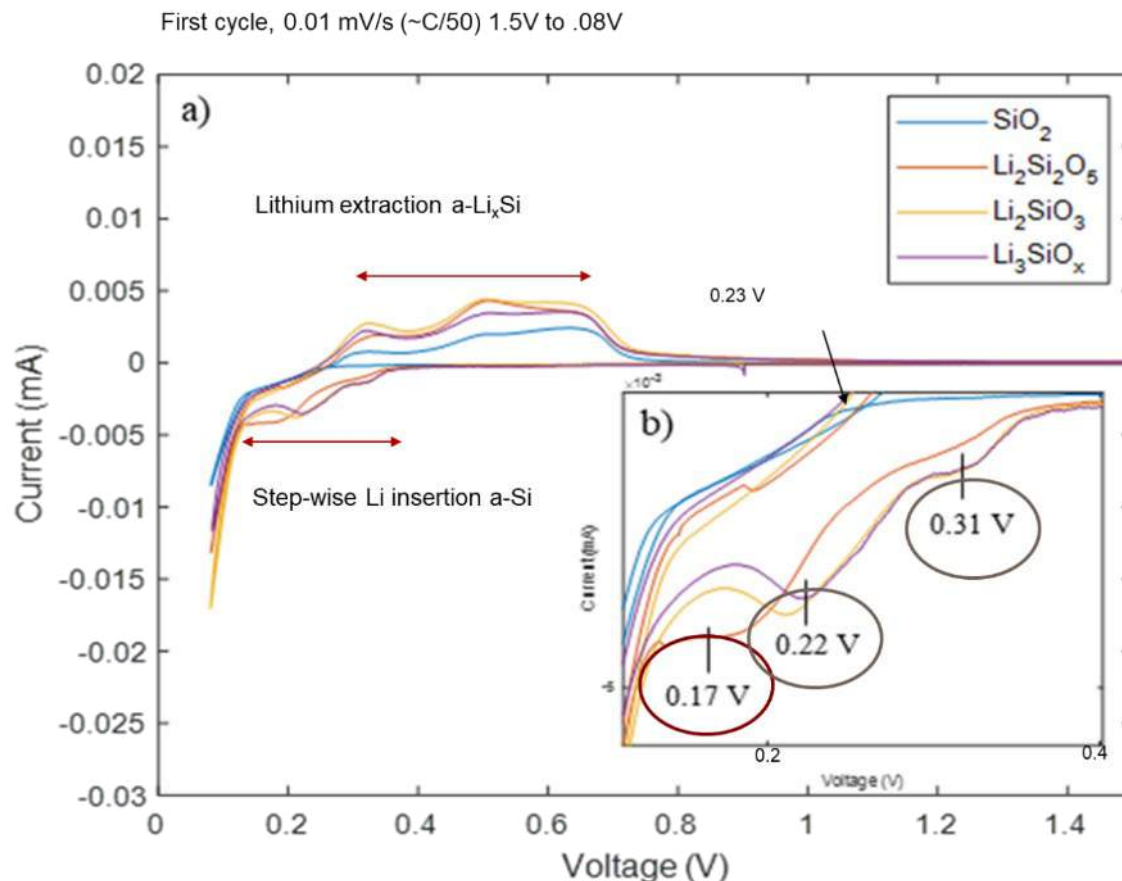 First cycle, 0.01 mV/s (~C/50) 1.5V to .08V
a)
SiO₂
Li₂Si₂O₅
Li₂SiO₃
Li₃SiOₓ
Lithium extraction a-LiₓSi
Step-wise Li insertion a-Si
0.02
0.015
0.01
0.005
0
-0.005
-0.01
-0.015
-0.02
-0.025
-0.03
Current (mA)
0
0.2
0.4
0.6
0.8
1
1.2
1.4
Voltage (V)
0.23 V
b)
0.31 V
0.22 V
0.17 V
Current (mA)
-5
0.2
0.4
Voltage (V)